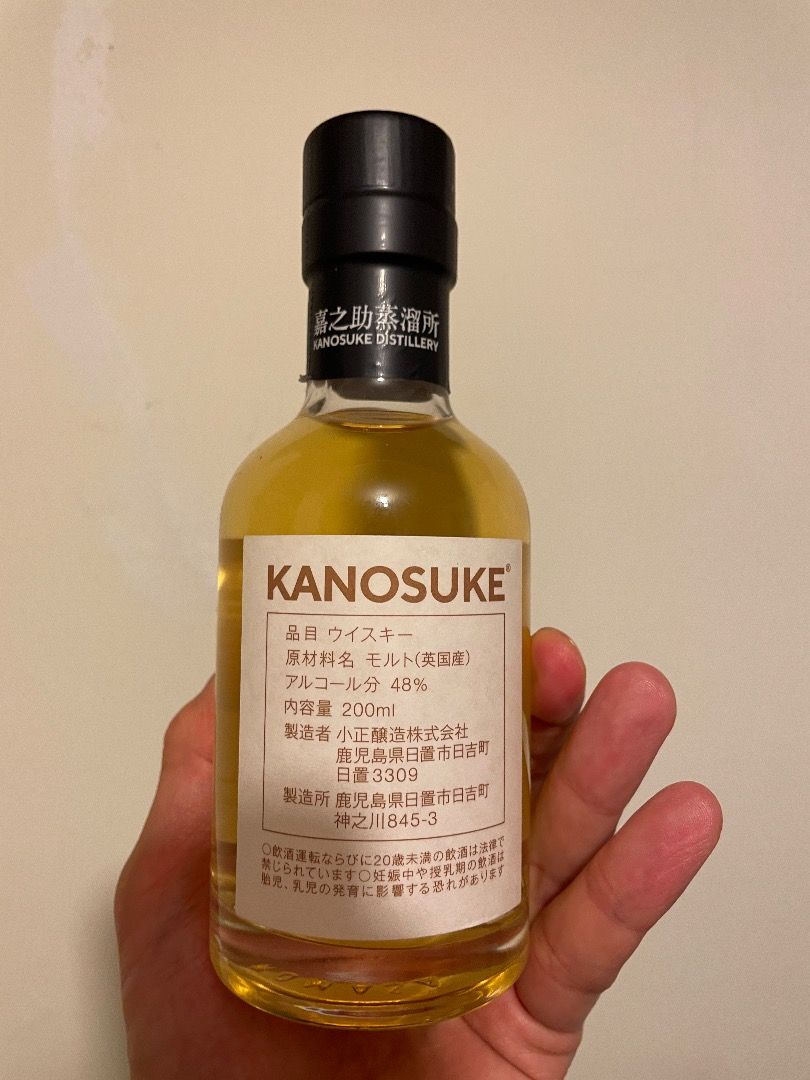 嘉之助蒸溜所
KANOSUKE DISTILLERY
KANOSUKE®
品目 ウイスキー
原材料名 モルト(英国産)
アルコール分 48%
内容量 200ml
製造者 小正醸造株式会社
鹿児島県日置市日吉町
日置3309
製造所 鹿児島県日置市日吉町
神之川845-3
○飲酒運転ならびに20歳未満の飲酒は法律で
禁じられています○妊娠中や授乳期の飲酒は
胎児、乳児の発育に影響する恐れがあります